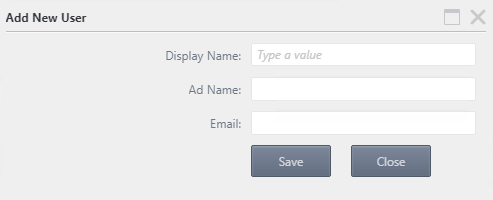 Add New User
Display Name: Type a value
Ad Name:
Email:
Save Close